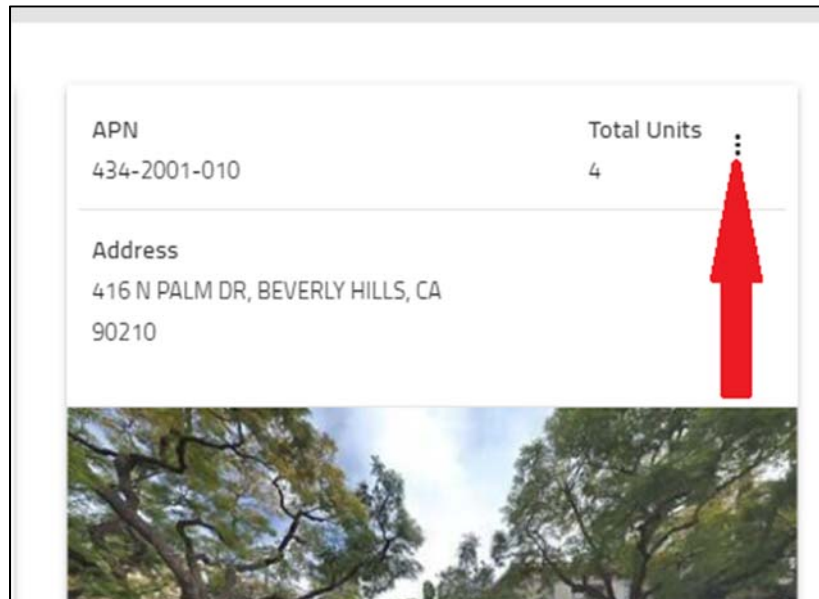 APN
Total Units
434-2001-010
4
Address
416 N PALM DR, BEVERLY HILLS, CA
90210